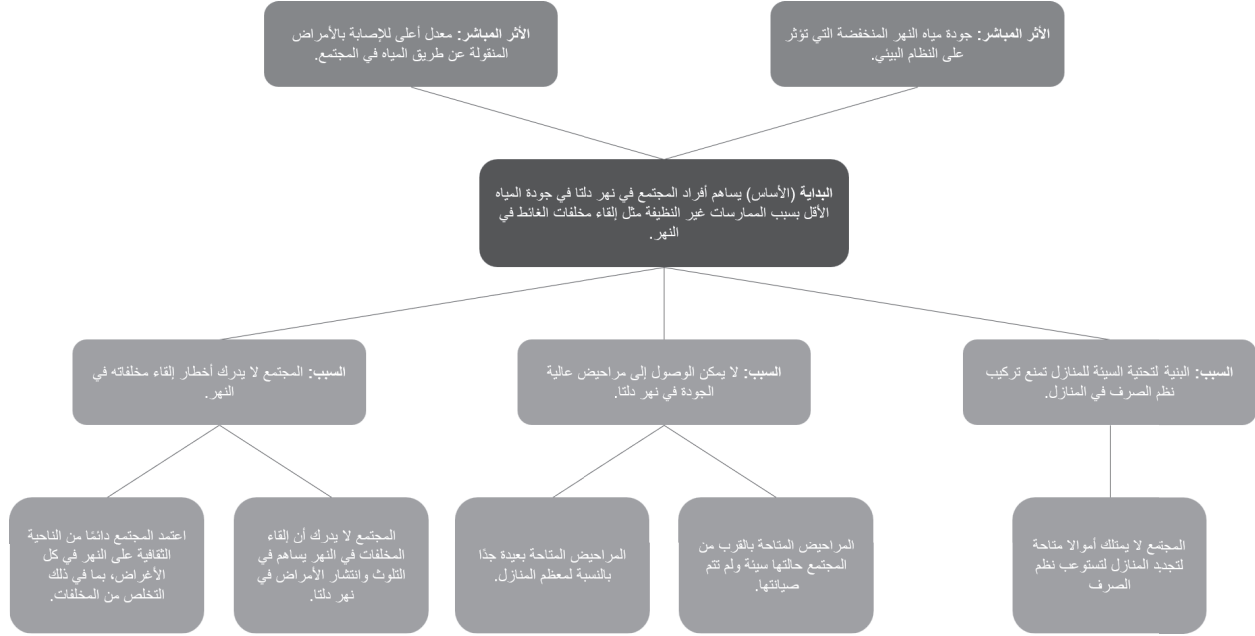 الأثر المباشر: جودة مياه النهر المنخفضة التي تؤثر
على النظام البيئي.
الأثر المباشر: معدل أعلى للإصابة بالأمراض
المنقولة عن طريق المياه في المجتمع.
البداية (الأساس) يساهم أفراد المجتمع في نهر دلتا في جودة المياه
الأقل بسبب الممارسات غير النظيفة مثل إلقاء مخلفات الغائط في
النهر.
السبب: البنية لتحتية السيئة للمنازل تمنع تركيب
نظم الصرف في المنازل.
السبب: لا يمكن الوصول إلى مراحيض عالية
الجودة في نهر دلتا.
السبب: المجتمع لا يدرك أخطار إلقاء مخلفاته في
النهر.
المجتمع لا يمتلك أموالا متاحة
لتجديد المنازل لتستوعب نظم
الصرف
المراحيض المتاحة بالقرب من
المجتمع حالتها سيئة ولم تتم
صيانتها.
المراحيض المتاحة بعيدة جدًا
بالنسبة لمعظم المنازل.
المجتمع لا يدرك أن إلقاء
المخلفات في النهر يساهم في
التلوث وانتشار الأمراض في
نهر دلتا.
اعتمد المجتمع دائمًا من الناحية
الثقافية على النهر في كل
الأغراض، بما في ذلك
التخلص من المخلفات.